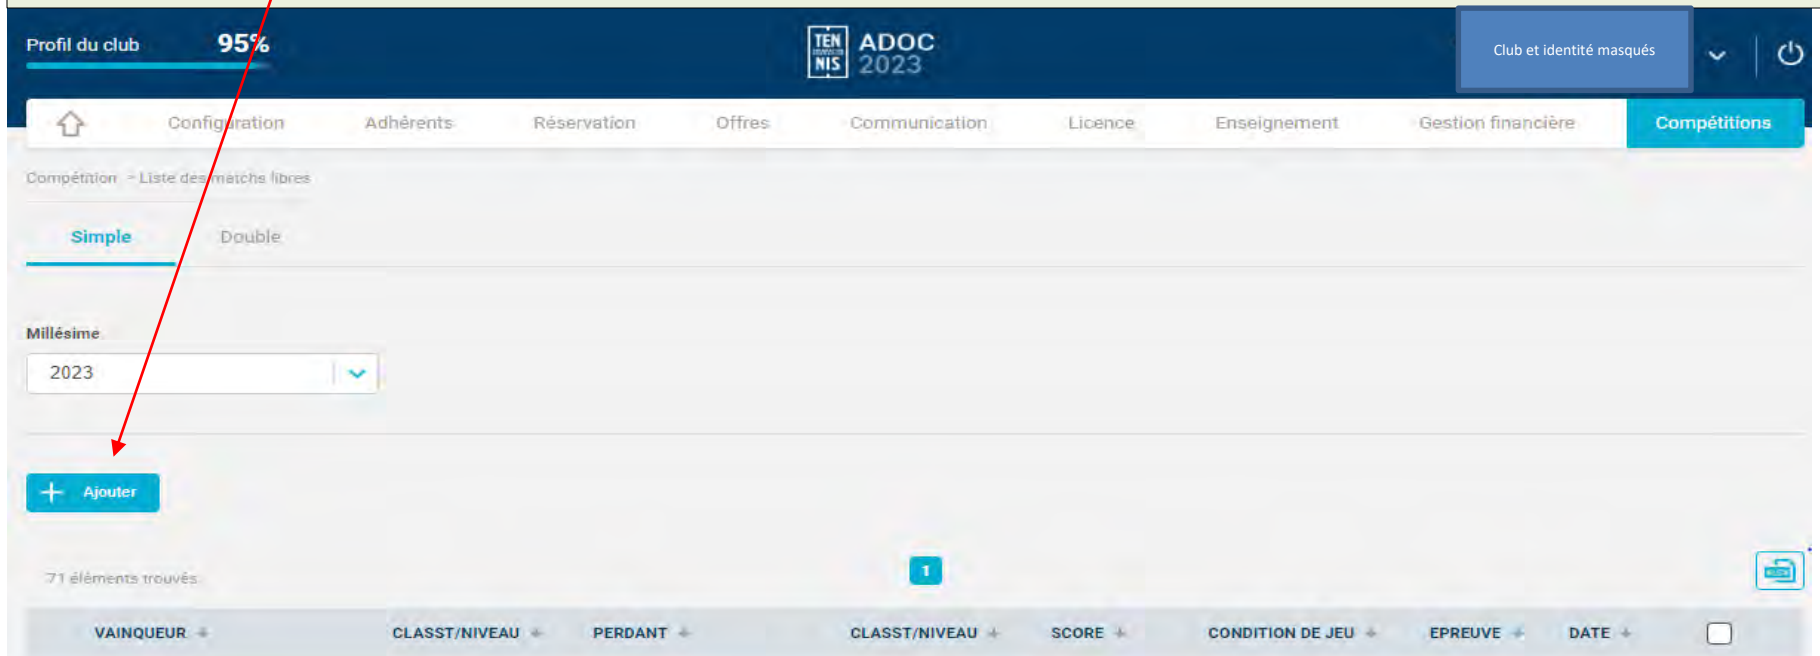 Profil du club 95%
TEN
NIS
ADOC
2023
Club et identité masqués
Configuration Adhérents Réservation Offres Communication Licence Enseignement Gestion financière Compétitions
Compétition - Liste des matchs libres
Simple Double
Millésime
2023
+ Ajouter
71 éléments trouvés
1
VAINQUEUR CLASST/NIVEAU PERDANT CLASST/NIVEAU SCORE CONDITION DE JEU EPREUVE DATE